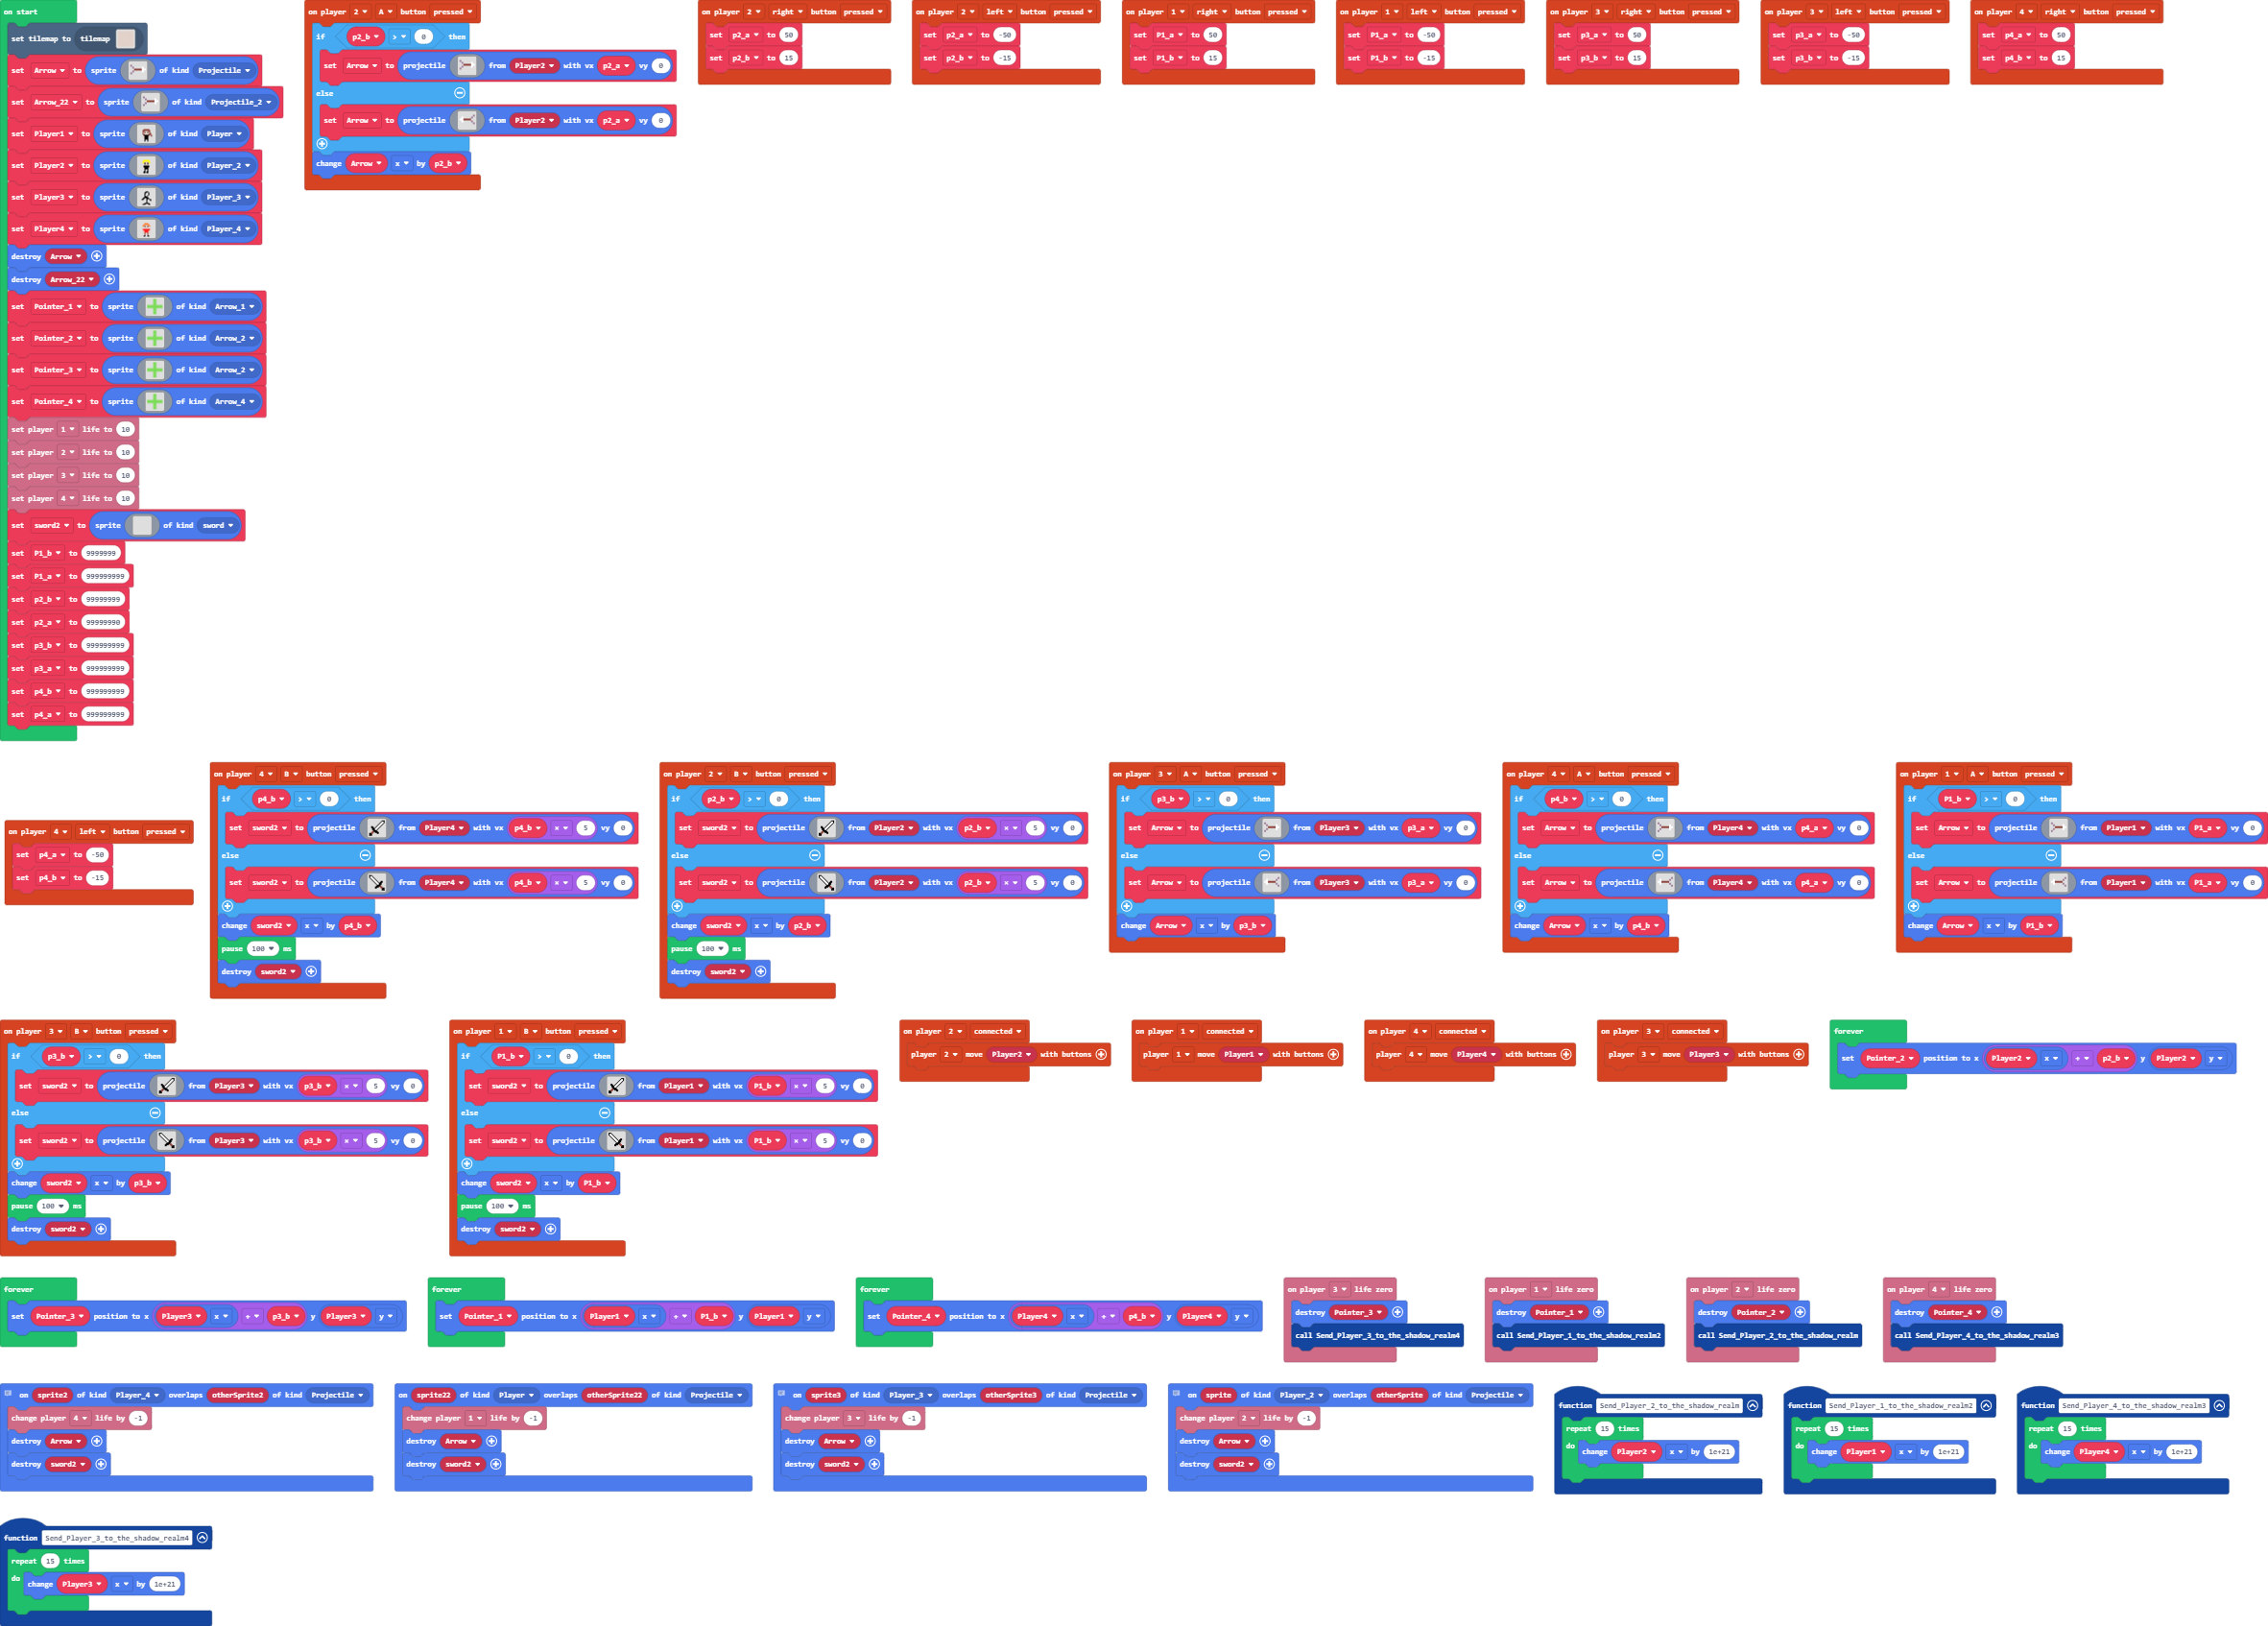 on start
set tilemap to tilemap
set Arrow to sprite of kind Projectile
set Arrow_22 to sprite of kind Projectile_2
set Player1 to sprite of kind Player
set Player2 to sprite of kind Player_2
set Player3 to sprite of kind Player_3
set Player4 to sprite of kind Player_4
destroy Arrow
destroy Arrow_22
set Pointer_1 to sprite of kind Arrow_1
set Pointer_2 to sprite of kind Arrow_2
set Pointer_3 to sprite of kind Arrow_2
set Pointer_4 to sprite of kind Arrow_4
set player 1 life to 10
set player 2 life to 10
set player 3 life to 10
set player 4 life to 10
set sword2 to sprite of kind sword
set P1_b to 9999999
set P1_a to 999999999
set p2_b to 99999999
set p2_a to 99999990
set p3_b to 999999999
set p3_a to 999999999
set p4_b to 999999999
set p4_a to 999999999
on player 2 A button pressed
if p2_b > 0 then
set Arrow to projectile from Player2 with vx p2_a vy 0
else
set Arrow to projectile from Player2 with vx p2_a vy 0
change Arrow x by p2_b
on player 2 right button pressed
set p2_a to 50
set p2_b to 15
on player 2 left button pressed
set p2_a to -50
set p2_b to -15
on player 1 right button pressed
set P1_a to 50
set P1_b to 15
on player 1 left button pressed
set P1_a to -50
set P1_b to -15
on player 3 right button pressed
set p3_a to 50
set p3_b to 15
on player 3 left button pressed
set p3_a to -50
set p3_b to -15
on player 4 right button pressed
set p4_a to 50
set p4_b to 15
on player 4 left button pressed
set p4_a to -50
set p4_b to -15
on player 4 B button pressed
if p4_b > 0 then
set sword2 to projectile from Player4 with vx p4_b × 5 vy 0
else
set sword2 to projectile from Player4 with vx p4_b × 5 vy 0
change sword2 x by p4_b
pause 100 ms
destroy sword2
on player 2 B button pressed
if p2_b > 0 then
set sword2 to projectile from Player2 with vx p2_b × 5 vy 0
else
set sword2 to projectile from Player2 with vx p2_b × 5 vy 0
change sword2 x by p2_b
pause 100 ms
destroy sword2
on player 3 A button pressed
if p3_b > 0 then
set Arrow to projectile from Player3 with vx p3_a vy 0
else
set Arrow to projectile from Player3 with vx p3_a vy 0
change Arrow x by p3_b
on player 4 A button pressed
if p4_b > 0 then
set Arrow to projectile from Player4 with vx p4_a vy 0
else
set Arrow to projectile from Player4 with vx p4_a vy 0
change Arrow x by p4_b
on player 1 A button pressed
if P1_b > 0 then
set Arrow to projectile from Player1 with vx P1_a vy 0
else
set Arrow to projectile from Player1 with vx P1_a vy 0
change Arrow x by P1_b
on player 3 B button pressed
if p3_b > 0 then
set sword2 to projectile from Player3 with vx p3_b × 5 vy 0
else
set sword2 to projectile from Player3 with vx p3_b × 5 vy 0
change sword2 x by p3_b
pause 100 ms
destroy sword2
on player 1 B button pressed
if P1_b > 0 then
set sword2 to projectile from Player1 with vx P1_b × 5 vy 0
else
set sword2 to projectile from Player1 with vx P1_b × 5 vy 0
change sword2 x by P1_b
pause 100 ms
destroy sword2
on player 2 connected
player 2 move Player2 with buttons
on player 1 connected
player 1 move Player1 with buttons
on player 4 connected
player 4 move Player4 with buttons
on player 3 connected
player 3 move Player3 with buttons
forever
set Pointer_2 position to x Player2 x + p2_b y Player2 y
forever
set Pointer_3 position to x Player3 x + p3_b y Player3 y
forever
set Pointer_1 position to x Player1 x + P1_b y Player1 y
forever
set Pointer_4 position to x Player4 x + p4_b y Player4 y
on player 3 life zero
destroy Pointer_3
call Send_Player_3_to_the_shadow_realm4
on player 1 life zero
destroy Pointer_1
call Send_Player_1_to_the_shadow_realm2
on player 2 life zero
destroy Pointer_2
call Send_Player_2_to_the_shadow_realm
on player 4 life zero
destroy Pointer_4
call Send_Player_4_to_the_shadow_realm3
on sprite2 of kind Player_4 overlaps otherSprite2 of kind Projectile
change player 4 life by -1
destroy Arrow
destroy sword2
on sprite22 of kind Player overlaps otherSprite22 of kind Projectile
change player 1 life by -1
destroy Arrow
destroy sword2
on sprite3 of kind Player_3 overlaps otherSprite3 of kind Projectile
change player 3 life by -1
destroy Arrow
destroy sword2
on sprite of kind Player_2 overlaps otherSprite of kind Projectile
change player 2 life by -1
destroy Arrow
destroy sword2
function Send_Player_2_to_the_shadow_realm
repeat 15 times
do change Player2 x by 1e+21
function Send_Player_1_to_the_shadow_realm2
repeat 15 times
do change Player1 x by 1e+21
function Send_Player_4_to_the_shadow_realm3
repeat 15 times
do change Player4 x by 1e+21
function Send_Player_3_to_the_shadow_realm4
repeat 15 times
do change Player3 x by 1e+21